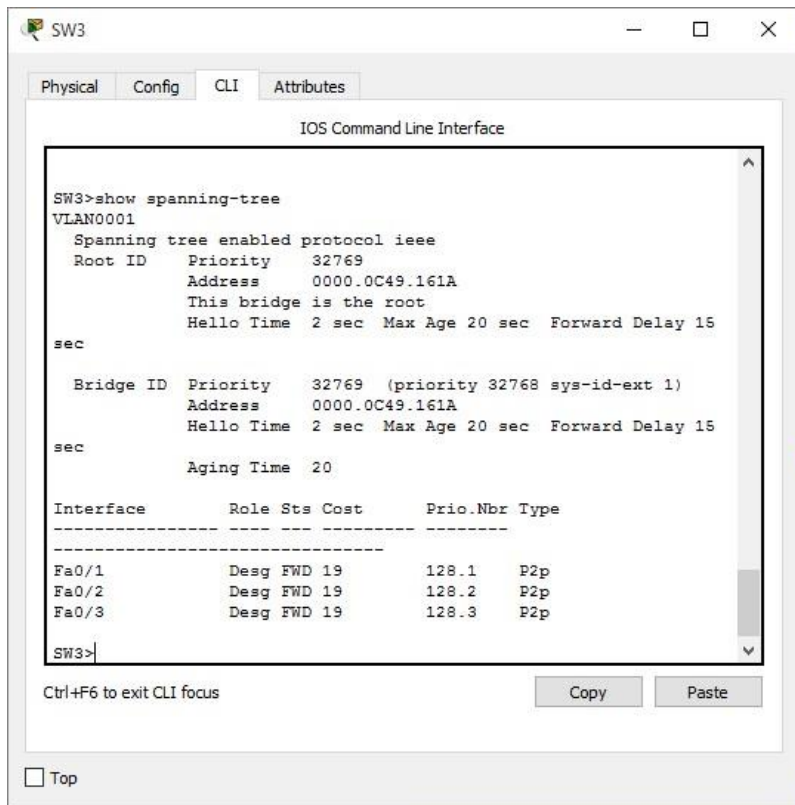 SW3
Physical Config CLI Attributes
IOS Command Line Interface
SW3>show spanning-tree
VLAN0001
  Spanning tree enabled protocol ieee
  Root ID    Priority    32769
             Address     0000.0C49.161A
             This bridge is the root
             Hello Time  2 sec  Max Age 20 sec  Forward Delay 15
sec
  Bridge ID  Priority    32769  (priority 32768 sys-id-ext 1)
             Address     0000.0C49.161A
             Hello Time  2 sec  Max Age 20 sec  Forward Delay 15
sec
             Aging Time  20
Interface        Role Sts Cost      Prio.Nbr Type
---------------- ---- --- --------- --------
--------------------------------
Fa0/1            Desg FWD 19        128.1    P2p
Fa0/2            Desg FWD 19        128.2    P2p
Fa0/3            Desg FWD 19        128.3    P2p
SW3>
Ctrl+F6 to exit CLI focus
Copy Paste
Top